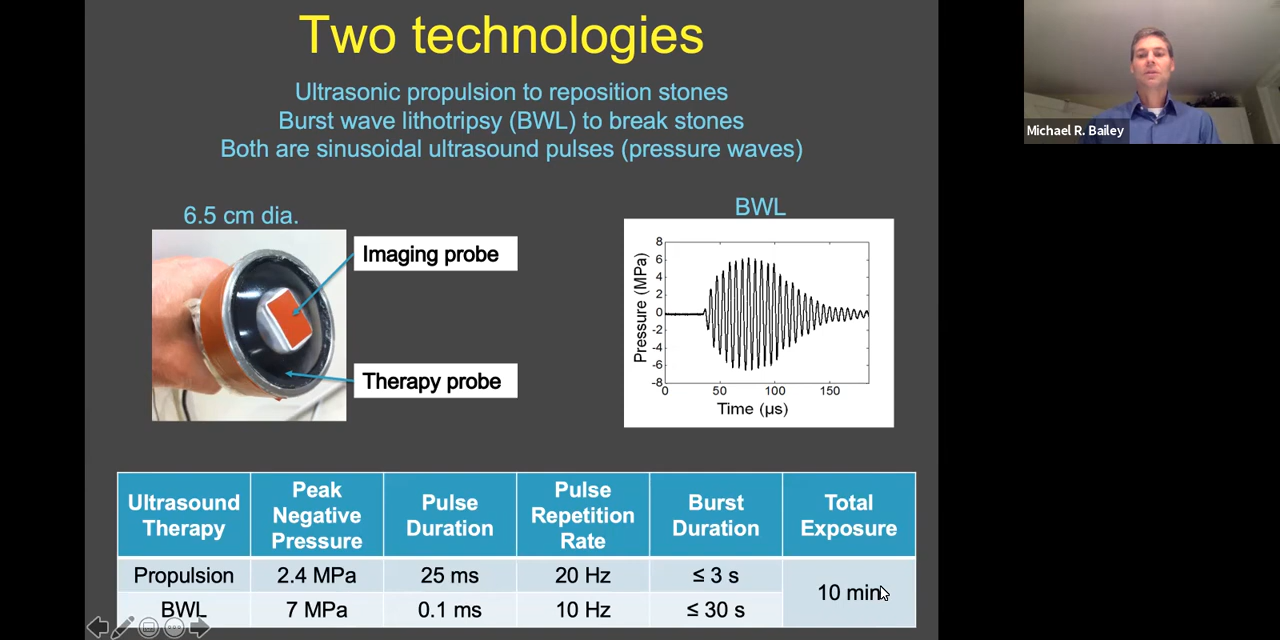 Two technologies
Ultrasonic propulsion to reposition stones
Burst wave lithotripsy (BWL) to break stones
Both are sinusoidal ultrasound pulses (pressure waves)
Michael R. Bailey
6.5 cm dia.
Imaging probe
Therapy probe
BWL
Pressure (MPa)
8
6
4
2
0
-2
-4
-6
-8
0 50 100 150
Time (μs)
Ultrasound Therapy
Peak Negative Pressure
Pulse Duration
Pulse Repetition Rate
Burst Duration
Total Exposure
Propulsion 2.4 MPa 25 ms 20 Hz ≤ 3 s
10 min
BWL 7 MPa 0.1 ms 10 Hz ≤ 30 s